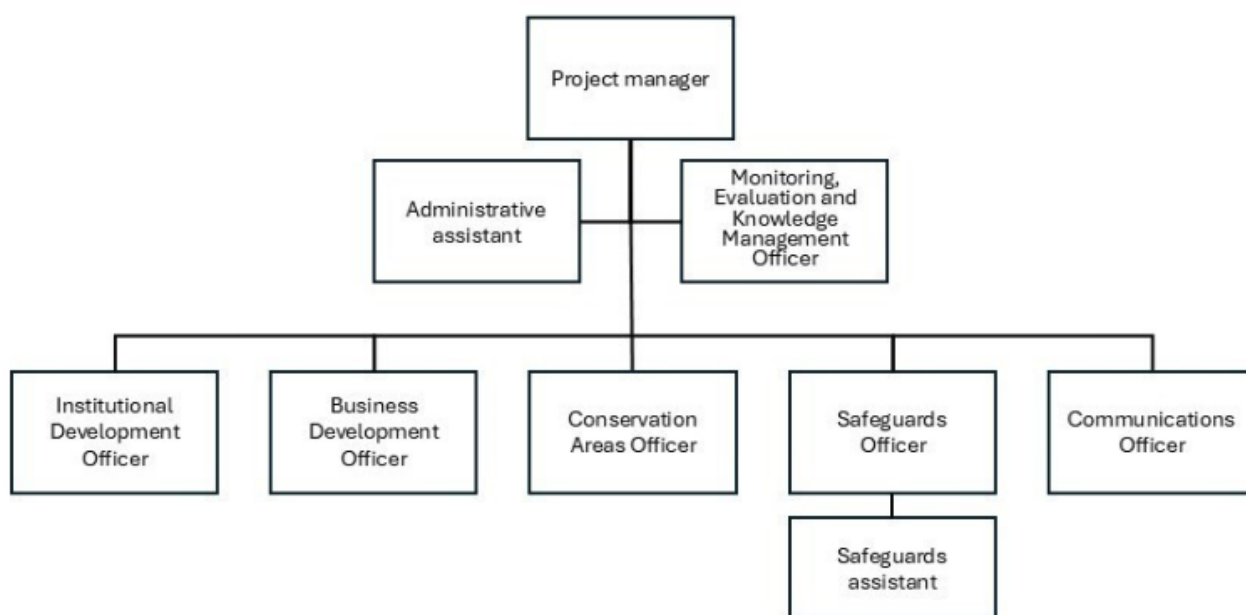 Project manager
Administrative
assistant
Monitoring,
Evaluation and
Knowledge
Management
Officer
Institutional
Development
Officer
Business
Development
Officer
Conservation
Areas Officer
Safeguards
Officer
Communications
Officer
Safeguards
assistant